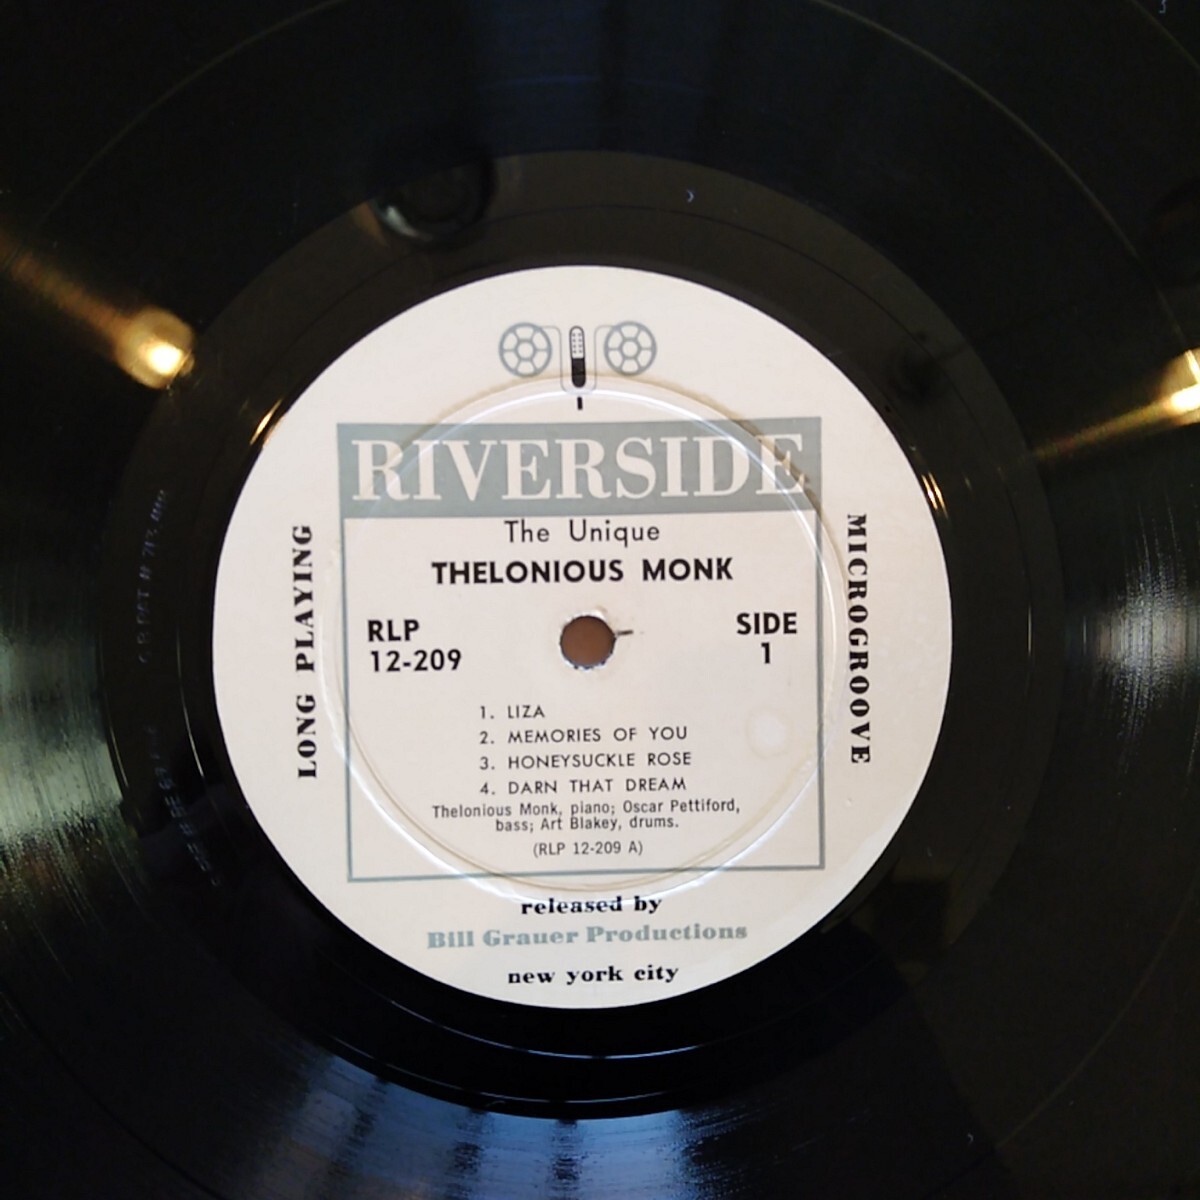 RIVERSIDE
The Unique
THELONIOUS MONK
RLP
12-209
SIDE
1
LONG PLAYING
MICROGROOVE
1. LIZA
2. MEMORIES OF YOU
3. HONEYSUCKLE ROSE
4. DARN THAT DREAM
Thelonious Monk, piano; Oscar Pettiford,
bass; Art Blakey, drums.
(RLP 12-209 A)
released by
Bill Grauer Productions
new york city